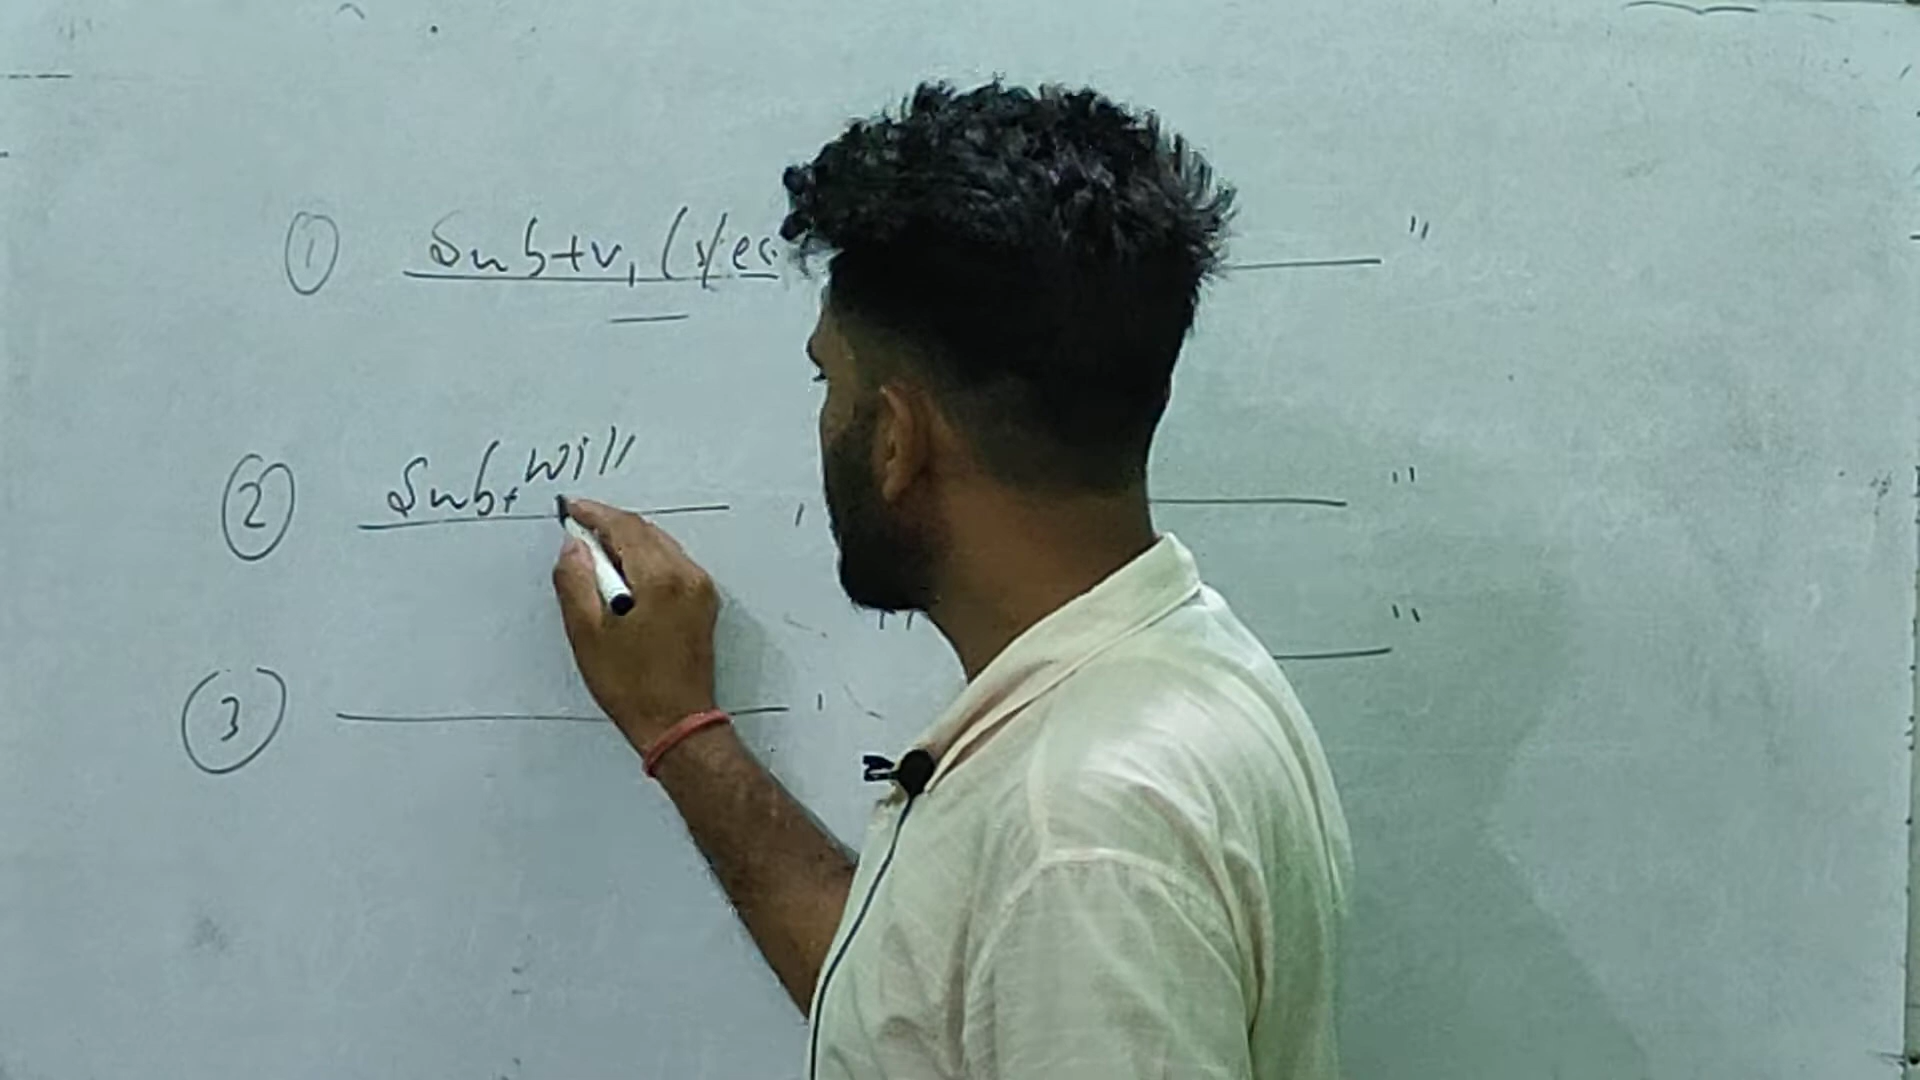 ① Sub+v1 (s/es "
② Sub+will , "
③ , "